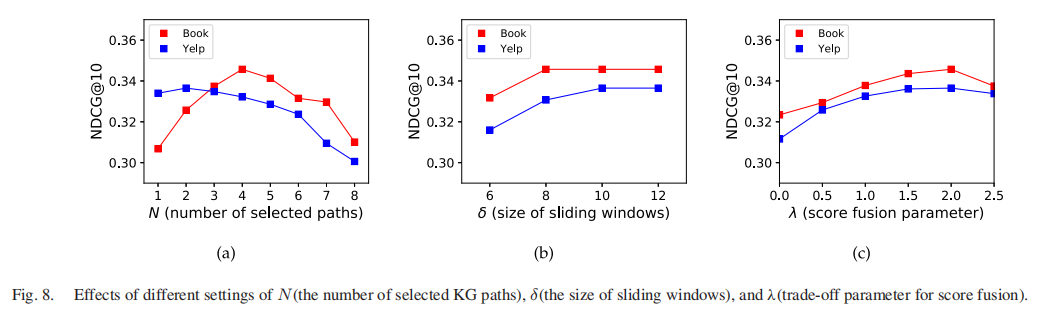 Book
Yelp
NDCG@10
0.36
0.34
0.32
0.30
1 2 3 4 5 6 7 8
N (number of selected paths)
(a)
Book
Yelp
NDCG@10
0.36
0.34
0.32
0.30
6 8 10 12
δ (size of sliding windows)
(b)
Book
Yelp
NDCG@10
0.36
0.34
0.32
0.30
0.0 0.5 1.0 1.5 2.0 2.5
λ (score fusion parameter)
(c)
Fig. 8. Effects of different settings of N(the number of selected KG paths), δ(the size of sliding windows), and λ(trade-off parameter for score fusion).